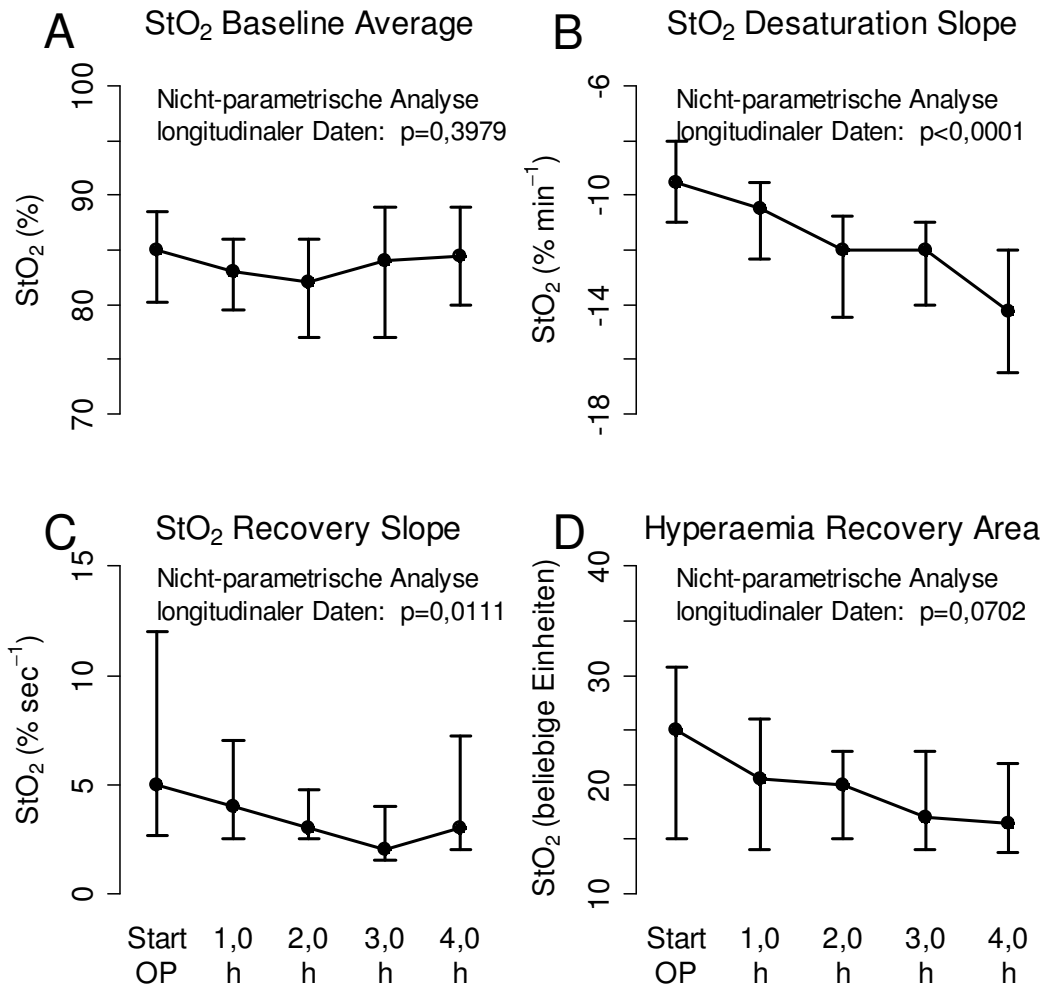 A StO₂ Baseline Average
Nicht-parametrische Analyse
longitudinaler Daten: p=0,3979
StO₂ (%)
100
90
80
70
B StO₂ Desaturation Slope
Nicht-parametrische Analyse
longitudinaler Daten: p<0,0001
StO₂ (% min⁻¹)
-6
-10
-14
-18
C StO₂ Recovery Slope
Nicht-parametrische Analyse
longitudinaler Daten: p=0,0111
StO₂ (% sec⁻¹)
15
10
5
0
Start 1,0 2,0 3,0 4,0
OP h h h h
D Hyperaemia Recovery Area
Nicht-parametrische Analyse
longitudinaler Daten: p=0,0702
StO₂ (beliebige Einheiten)
40
30
20
10
Start 1,0 2,0 3,0 4,0
OP h h h h